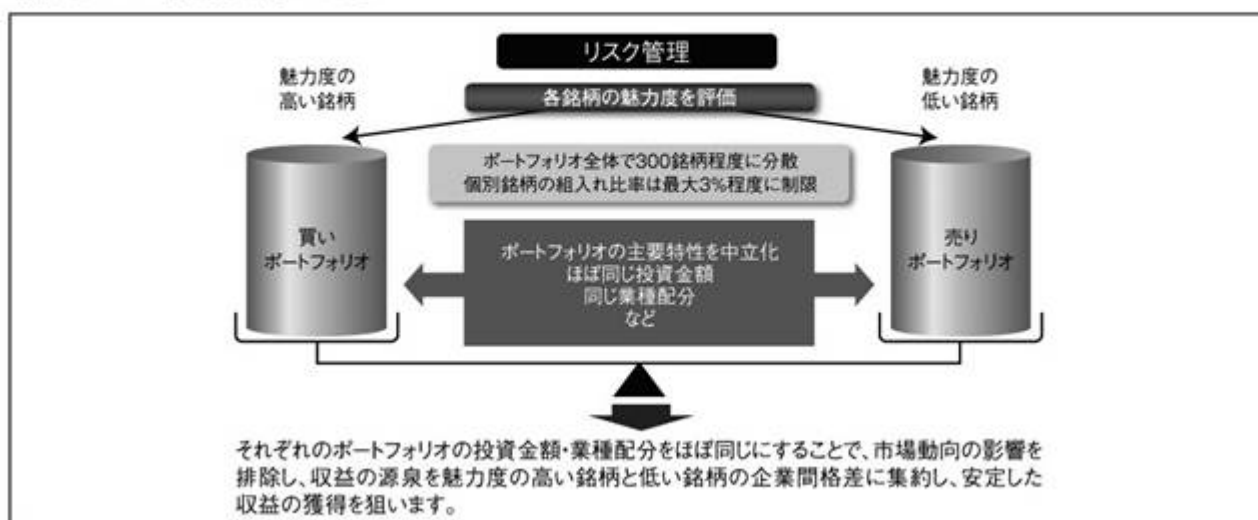 リスク管理
魅力度の
高い銘柄
各銘柄の魅力度を評価
魅力度の
低い銘柄
ポートフォリオ全体で300銘柄程度に分散
個別銘柄の組入れ比率は最大3%程度に制限
買い
ポートフォリオ
ポートフォリオの主要特性を中立化
ほぼ同じ投資金額
同じ業種配分
など
売り
ポートフォリオ
それぞれのポートフォリオの投資金額・業種配分をほぼ同じにすることで、市場動向の影響を
排除し、収益の源泉を魅力度の高い銘柄と低い銘柄の企業間格差に集約し、安定した
収益の獲得を狙います。